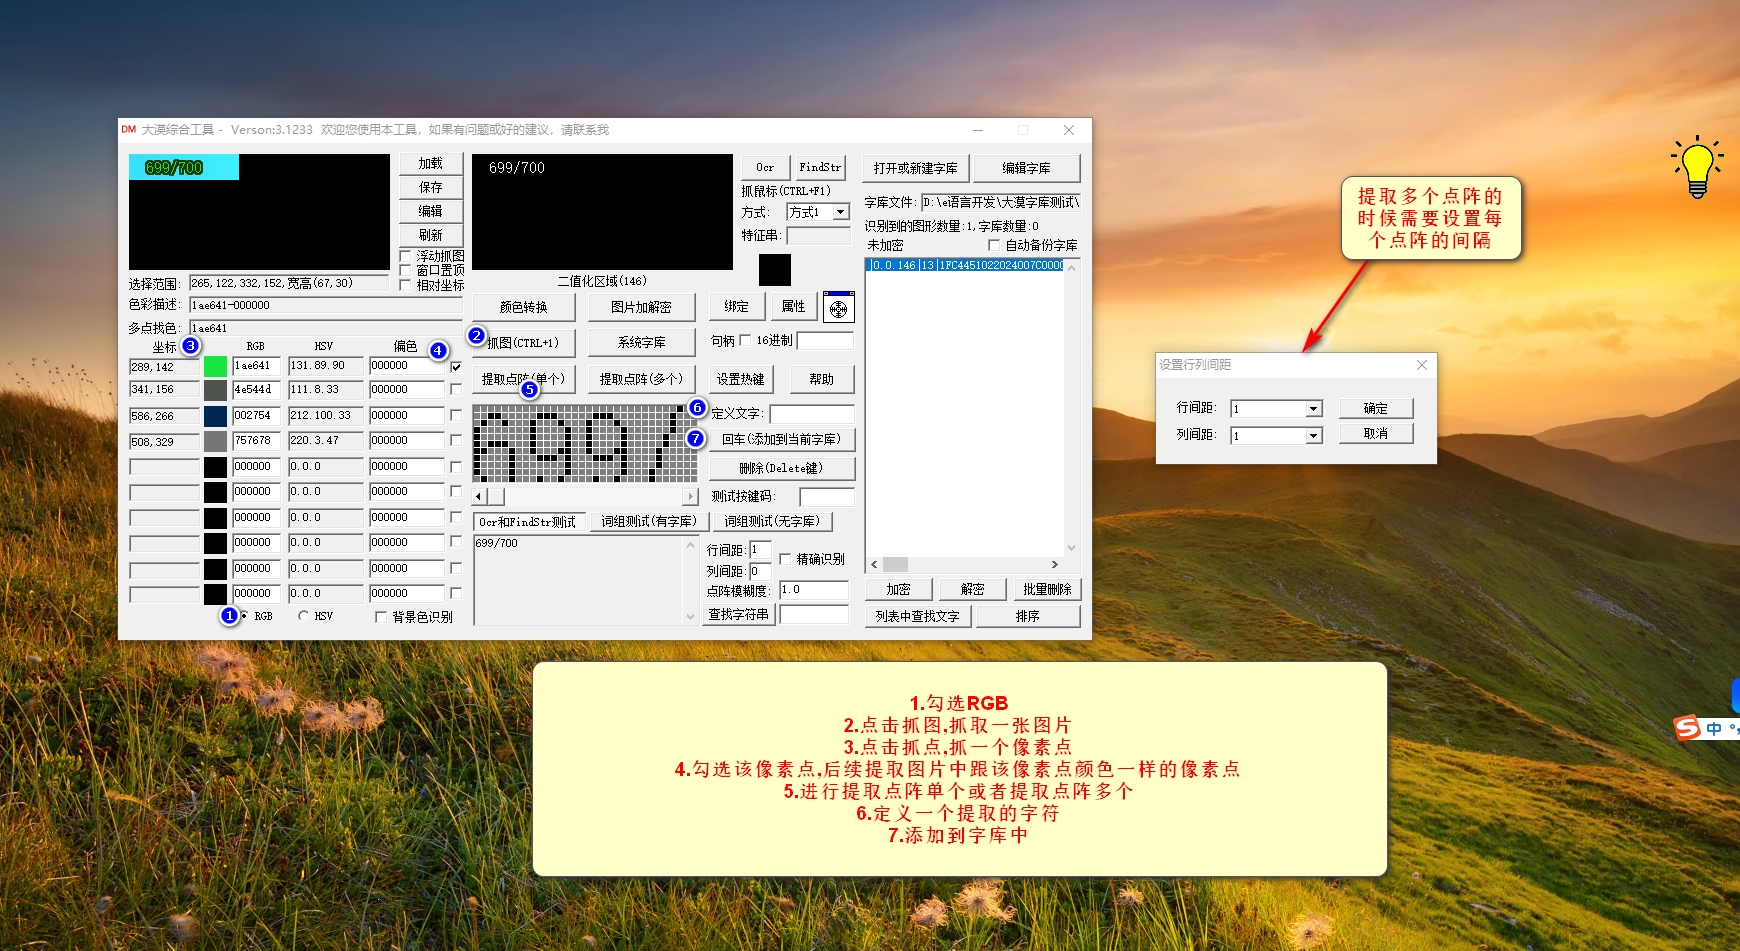 DM 大漠综合工具 - Verson:3.1233 欢迎您使用本工具，如果有问题或好的建议，请联系我
699/700
加载
保存
编辑
刷新
浮动抓图
窗口置顶
相对坐标
选择范围: 265,122,332,152,宽高(67,30)
色彩描述: 1ae641-000000
多点找色: 1ae641
坐标 3 RGB HSV 偏色 4
289,142 1ae641 131.89.90 000000
341,156 4e544d 111.8.33 000000
586,266 002754 212.100.33 000000
508,329 757678 220.3.47 000000
000000 0.0.0 000000
000000 0.0.0 000000
000000 0.0.0 000000
000000 0.0.0 000000
000000 0.0.0 000000
000000 0.0.0 000000
1 RGB HSV 背景色识别
699/700
二值化区域(146)
Ocr FindStr
抓鼠标(CTRL+F1)
方式: 方式1
特征串:
颜色转换 图片加解密 绑定 属性
2 抓图(CTRL+1) 系统字库 句柄 16进制
提取点阵(单个) 提取点阵(多个) 设置热键 帮助
5
699/
6 定义文字:
7 回车(添加到当前字库)
删除(Delete键)
测试按键码:
Ocr和FindStr测试 词组测试(有字库) 词组测试(无字库)
699/700
行间距: 1 精确识别
列间距: 0
点阵模糊度: 1.0
查找字符串
打开或新建字库 编辑字库
字库文件: D:\e语言开发\大漠字库测试\
识别到的图形数量:1,字库数量:0
未加密 自动备份字库
|0.0.146|13|1FC4451022024007C0000
加密 解密 批量删除
列表中查找文字 排序
提取多个点阵的
时候需要设置每
个点阵的间隔
设置行列间距
行间距: 1 确定
列间距: 1 取消
1.勾选RGB
2.点击抓图,抓取一张图片
3.点击抓点,抓一个像素点
4.勾选该像素点,后续提取图片中跟该像素点颜色一样的像素点
5.进行提取点阵单个或者提取点阵多个
6.定义一个提取的字符
7.添加到字库中
S 中